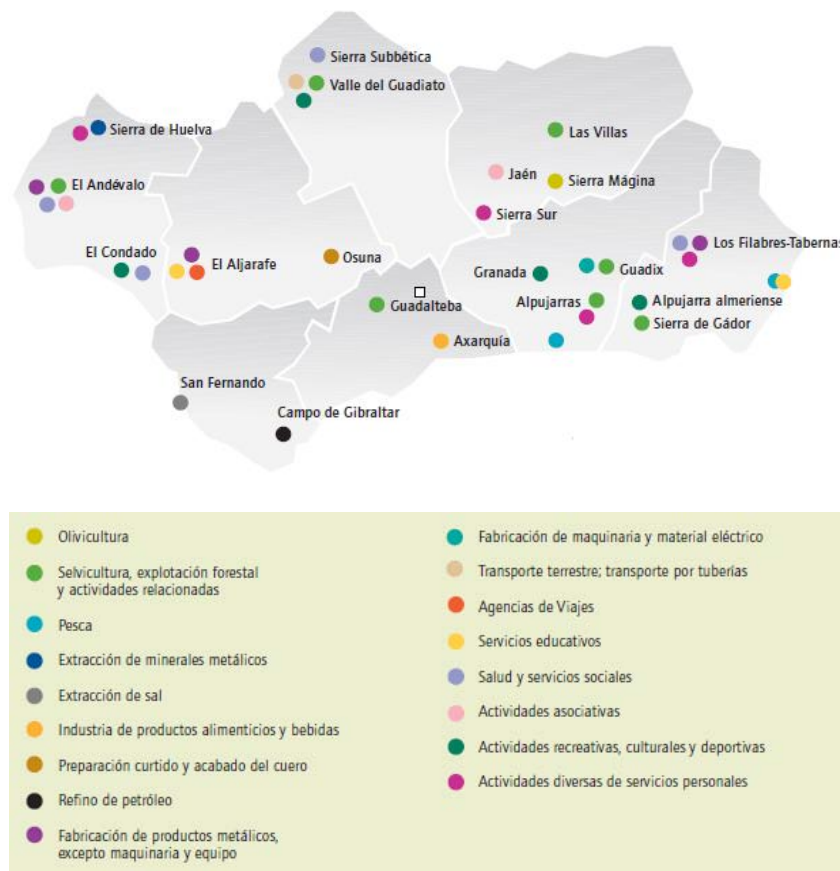 Sierra Subbética
Valle del Guadiato
Sierra de Huelva
Las Villas
Jaén
Sierra Mágina
El Andévalo
Sierra Sur
El Condado
El Aljarafe
Osuna
Los Filabres-Tabernas
Granada
Guadix
Guadalteba
Alpujarras
Alpujarra almeriense
Sierra de Gádor
Axarquía
San Fernando
Campo de Gibraltar
Olivicultura
Selvicultura, explotación forestal
y actividades relacionadas
Pesca
Extracción de minerales metálicos
Extracción de sal
Industria de productos alimenticios y bebidas
Preparación curtido y acabado del cuero
Refino de petróleo
Fabricación de productos metálicos,
excepto maquinaria y equipo
Fabricación de maquinaria y material eléctrico
Transporte terrestre; transporte por tuberías
Agencias de Viajes
Servicios educativos
Salud y servicios sociales
Actividades asociativas
Actividades recreativas, culturales y deportivas
Actividades diversas de servicios personales